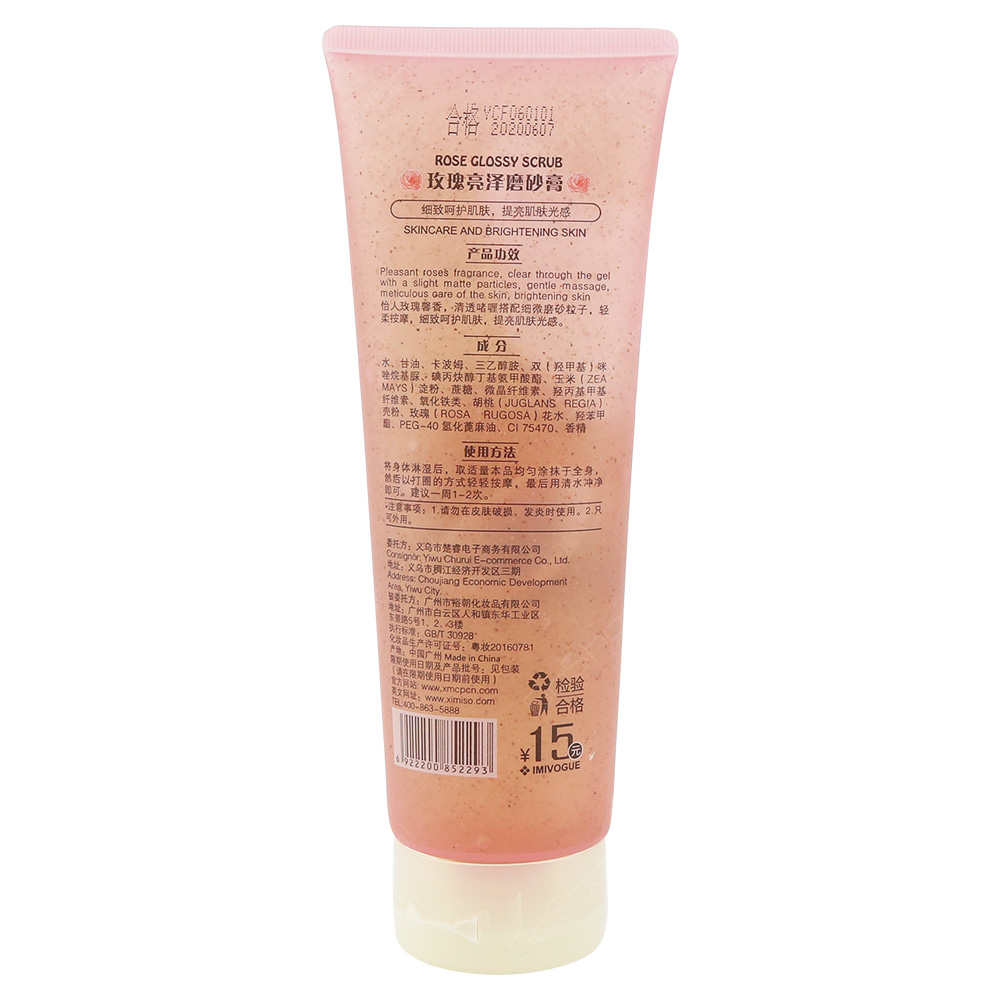 合格 YCF060101
20200607
ROSE GLOSSY SCRUB
玫瑰亮泽磨砂膏
细致呵护肌肤，提亮肌肤光感
SKINCARE AND BRIGHTENING SKIN
产品功效
Pleasant roses fragrance, clear through the gel
with a slight matte particles, gentle massage,
meticulous care of the skin, brightening skin
怡人玫瑰馨香，清透啫喱搭配细微磨砂粒子，轻
柔按摩，细致呵护肌肤，提亮肌肤光感。
成分
水、甘油、卡波姆、三乙醇胺、双（羟甲基）咪
唑烷基脲、碘丙炔醇丁基氨甲酸酯、玉米（ZEA
MAYS）淀粉、蔗糖、微晶纤维素、羟丙基甲基
纤维素、氧化铁类、胡桃（JUGLANS REGIA）
壳粉、玫瑰（ROSA RUGOSA）花水、羟苯甲
酯、PEG-40 氢化蓖麻油、CI 75470、香精
使用方法
将身体淋湿后，取适量本品均匀涂抹于全身，
然后以打圈的方式轻轻按摩，最后用清水冲净
即可。建议一周1-2次。
·注意事项：1.请勿在皮肤破损、发炎时使用。2.只
可外用。
委托方：义乌市楚睿电子商务有限公司
Consignor: Yiwu Churui E-commerce Co., Ltd.
地址：义乌市稠江经济开发区三期
Address: Choujiang Economic Development
Area, Yiwu City.
被委托方：广州市裕朝化妆品有限公司
地址：广州市白云区人和镇东华工业区
东景路5号1、2、3楼
执行标准：GB/T 30928
化妆品生产许可证号：粤妆20160781
产地：中国广州 Made in China
限期使用日期及产品批号：见包装
（请在限期使用日期前使用）
官方网站：www.xmcpcn.com
英文网址：www.ximiso.com
TEL:400-863-5888
6922200 852293
检验
合格
¥15元
IMIVOGUE